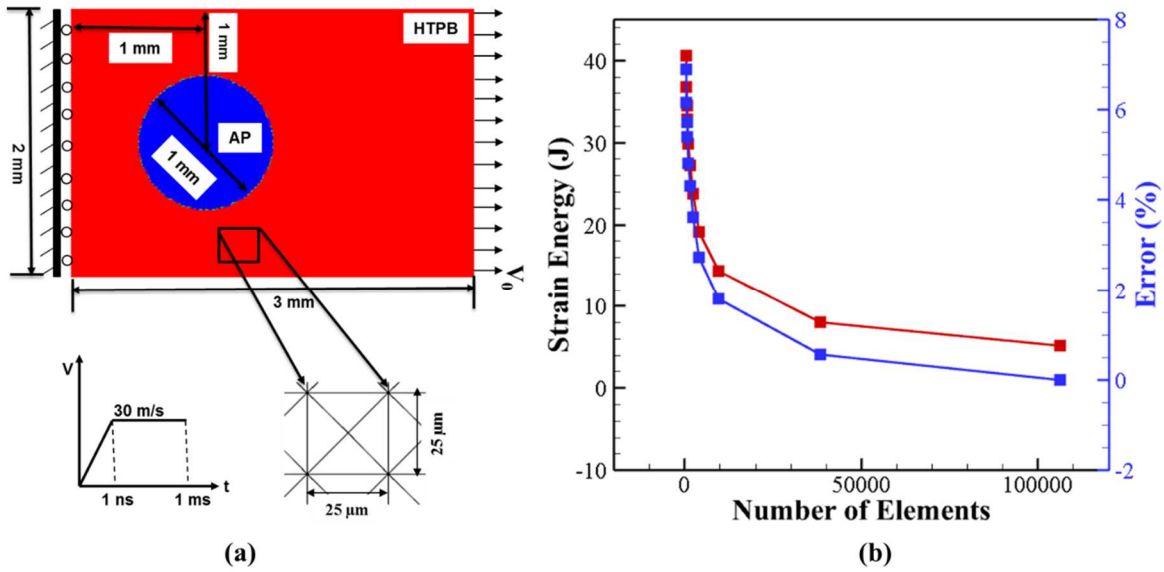 HTPB
1 mm
1 mm
AP
1 mm
2 mm
V₀
3 mm
V
30 m/s
1 ns
1 ms
t
25 µm
25 µm
(a)
Strain Energy (J)
40
30
20
10
0
-10
0
50000
100000
Number of Elements
8
6
4
2
0
-2
Error (%)
(b)